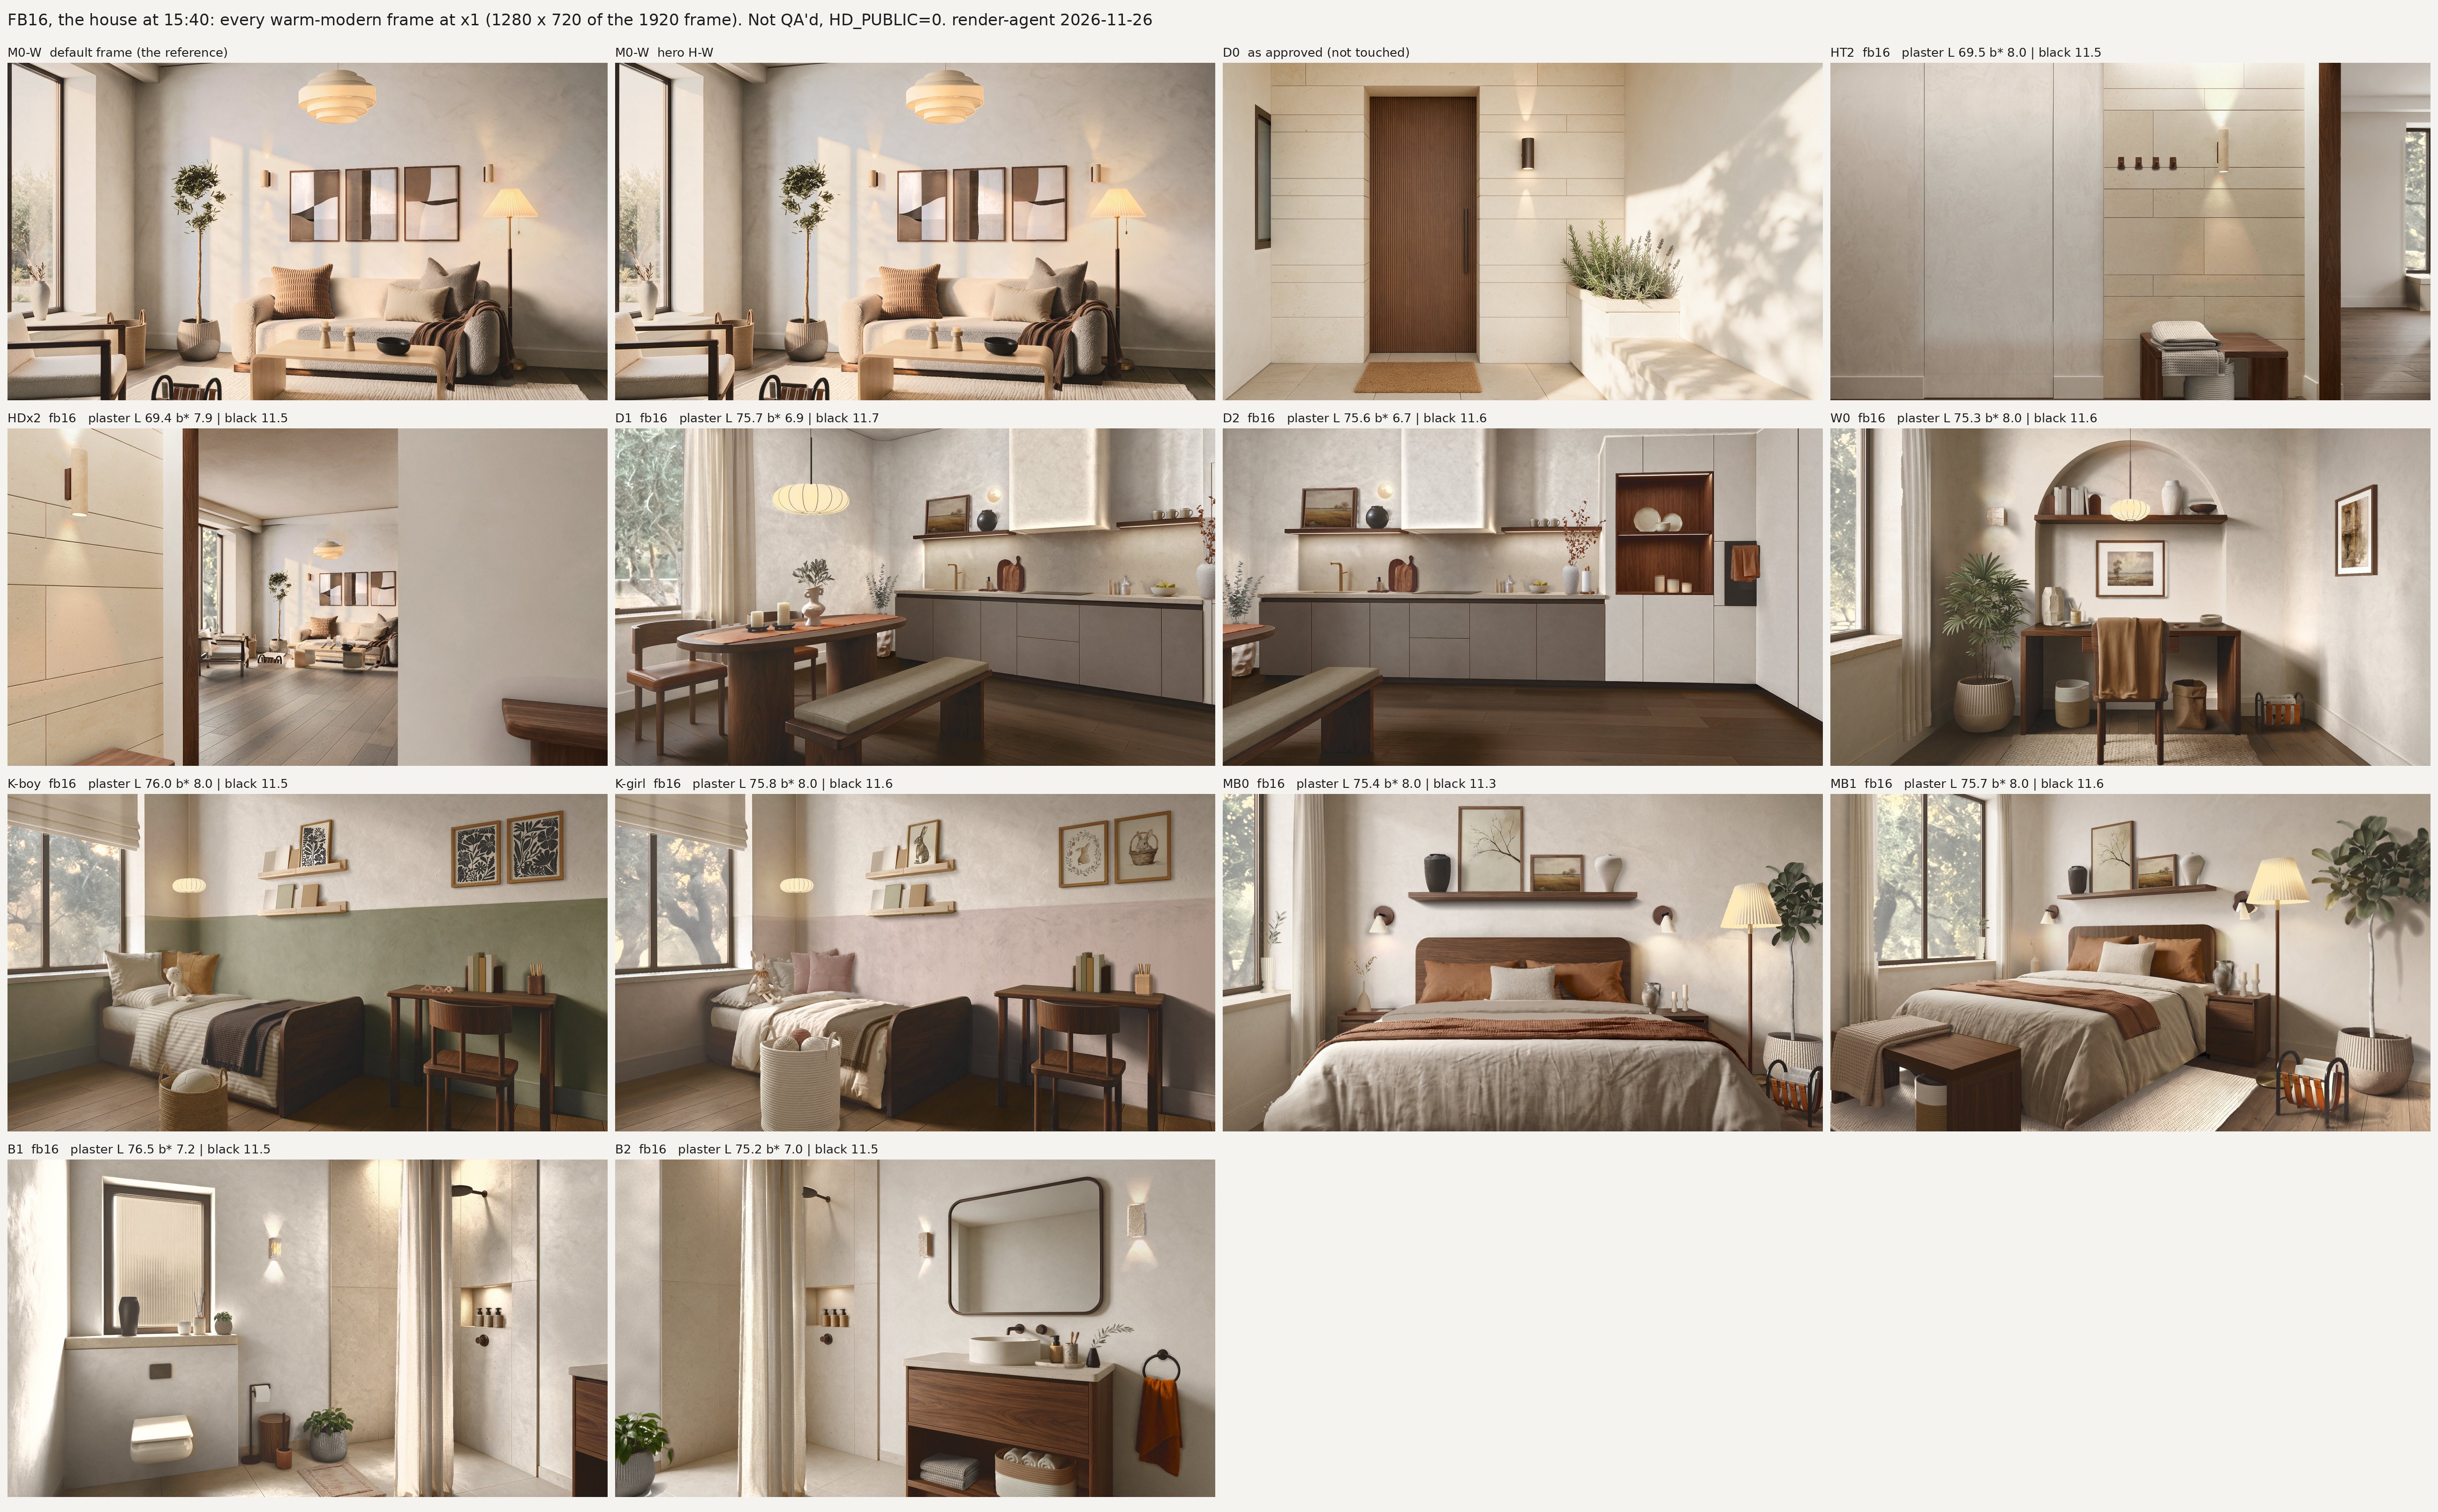 FB16, the house at 15:40: every warm-modern frame at x1 (1280 x 720 of the 1920 frame). Not QA'd, HD_PUBLIC=0. render-agent 2026-11-26
M0-W  default frame (the reference)
M0-W  hero H-W
D0  as approved (not touched)
HT2  fb16   plaster L 69.5 b* 8.0 | black 11.5
HDx2  fb16   plaster L 69.4 b* 7.9 | black 11.5
D1  fb16   plaster L 75.7 b* 6.9 | black 11.7
D2  fb16   plaster L 75.6 b* 6.7 | black 11.6
W0  fb16   plaster L 75.3 b* 8.0 | black 11.6
K-boy  fb16   plaster L 76.0 b* 8.0 | black 11.5
K-girl  fb16   plaster L 75.8 b* 8.0 | black 11.6
MB0  fb16   plaster L 75.4 b* 8.0 | black 11.3
MB1  fb16   plaster L 75.7 b* 8.0 | black 11.6
B1  fb16   plaster L 76.5 b* 7.2 | black 11.5
B2  fb16   plaster L 75.2 b* 7.0 | black 11.5